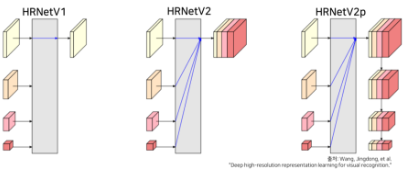 HRNetV1
HRNetV2
HRNetV2p
출처: Wang, Jingdong, et al.
"Deep high-resolution representation learning for visual recognition."